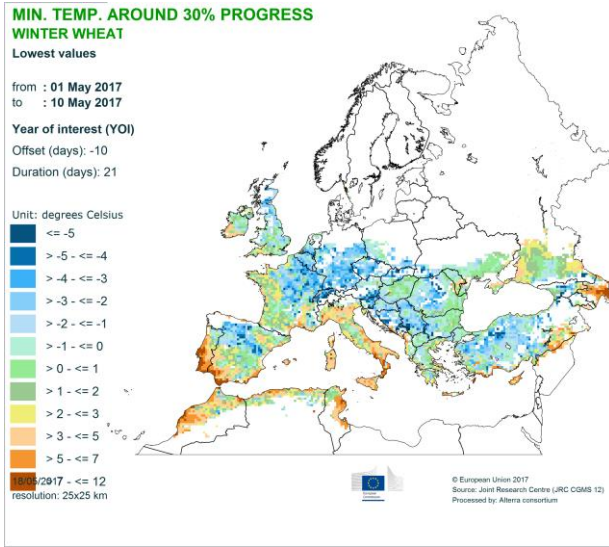 MIN. TEMP. AROUND 30% PROGRESS
WINTER WHEAT
Lowest values
from : 01 May 2017
to : 10 May 2017
Year of interest (YOI)
Offset (days): -10
Duration (days): 21
Unit: degrees Celsius
<= -5
> -5 - <= -4
> -4 - <= -3
> -3 - <= -2
> -2 - <= -1
> -1 - <= 0
> 0 - <= 1
> 1 - <= 2
> 2 - <= 3
> 3 - <= 5
> 5 - <= 7
> 7 - <= 12
18/05/2017
resolution: 25x25 km
European
Commission
© European Union 2017
Source: Joint Research Centre (JRC CGMS 12)
Processed by: Alterra consortium